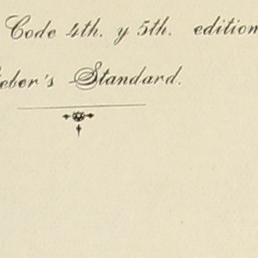 Code 4th. y 5th. edition
Standard.